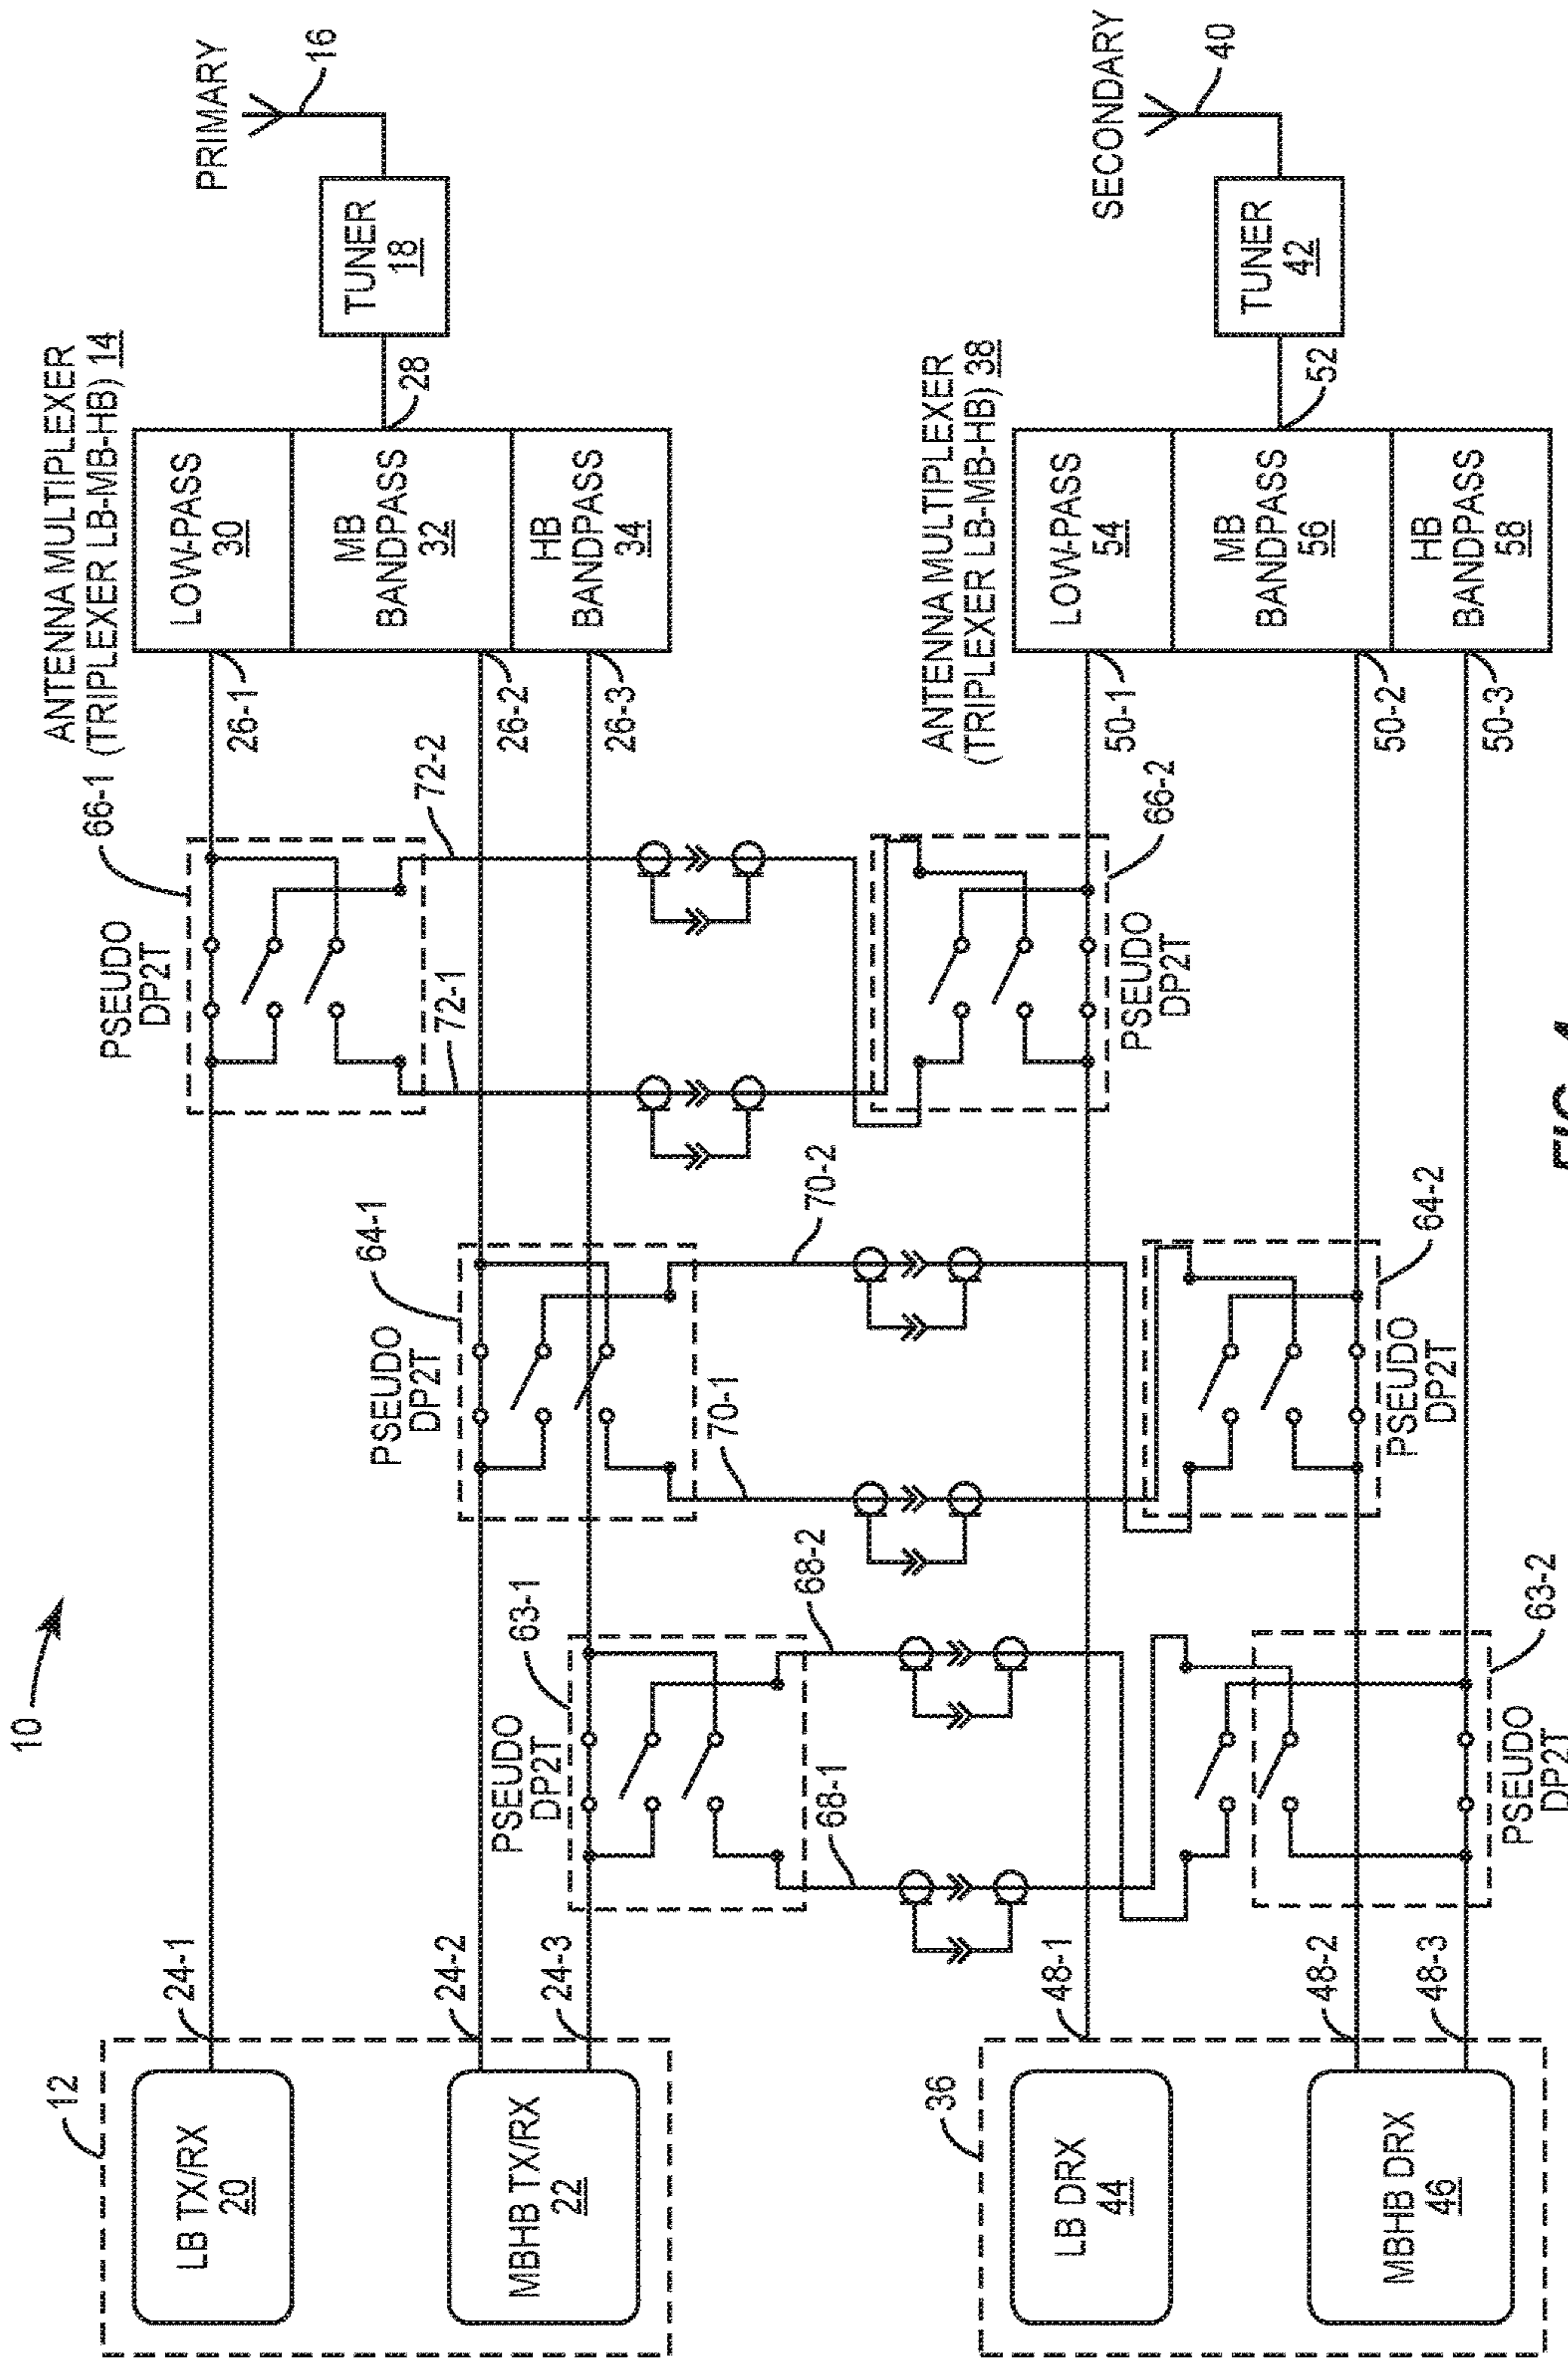 10
12
LB TX/RX
20
MBHB TX/RX
22
24-1
24-2
24-3
PSEUDO
DP2T
63-1
68-1
68-2
PSEUDO
DP2T
64-1
70-1
70-2
PSEUDO
DP2T
66-1
72-1
72-2
ANTENNA MULTIPLEXER
(TRIPLEXER LB-MB-HB) 14
26-1
26-2
26-3
LOW-PASS
30
MB
BANDPASS
32
HB
BANDPASS
34
28
TUNER
18
PRIMARY
16
36
LB DRX
44
MBHB DRX
46
48-1
48-2
48-3
63-2
PSEUDO
DP2T
64-2
PSEUDO
DP2T
66-2
PSEUDO
DP2T
ANTENNA MULTIPLEXER
(TRIPLEXER LB-MB-HB) 38
50-1
50-2
50-3
LOW-PASS
54
MB
BANDPASS
56
HB
BANDPASS
58
52
TUNER
42
SECONDARY
40